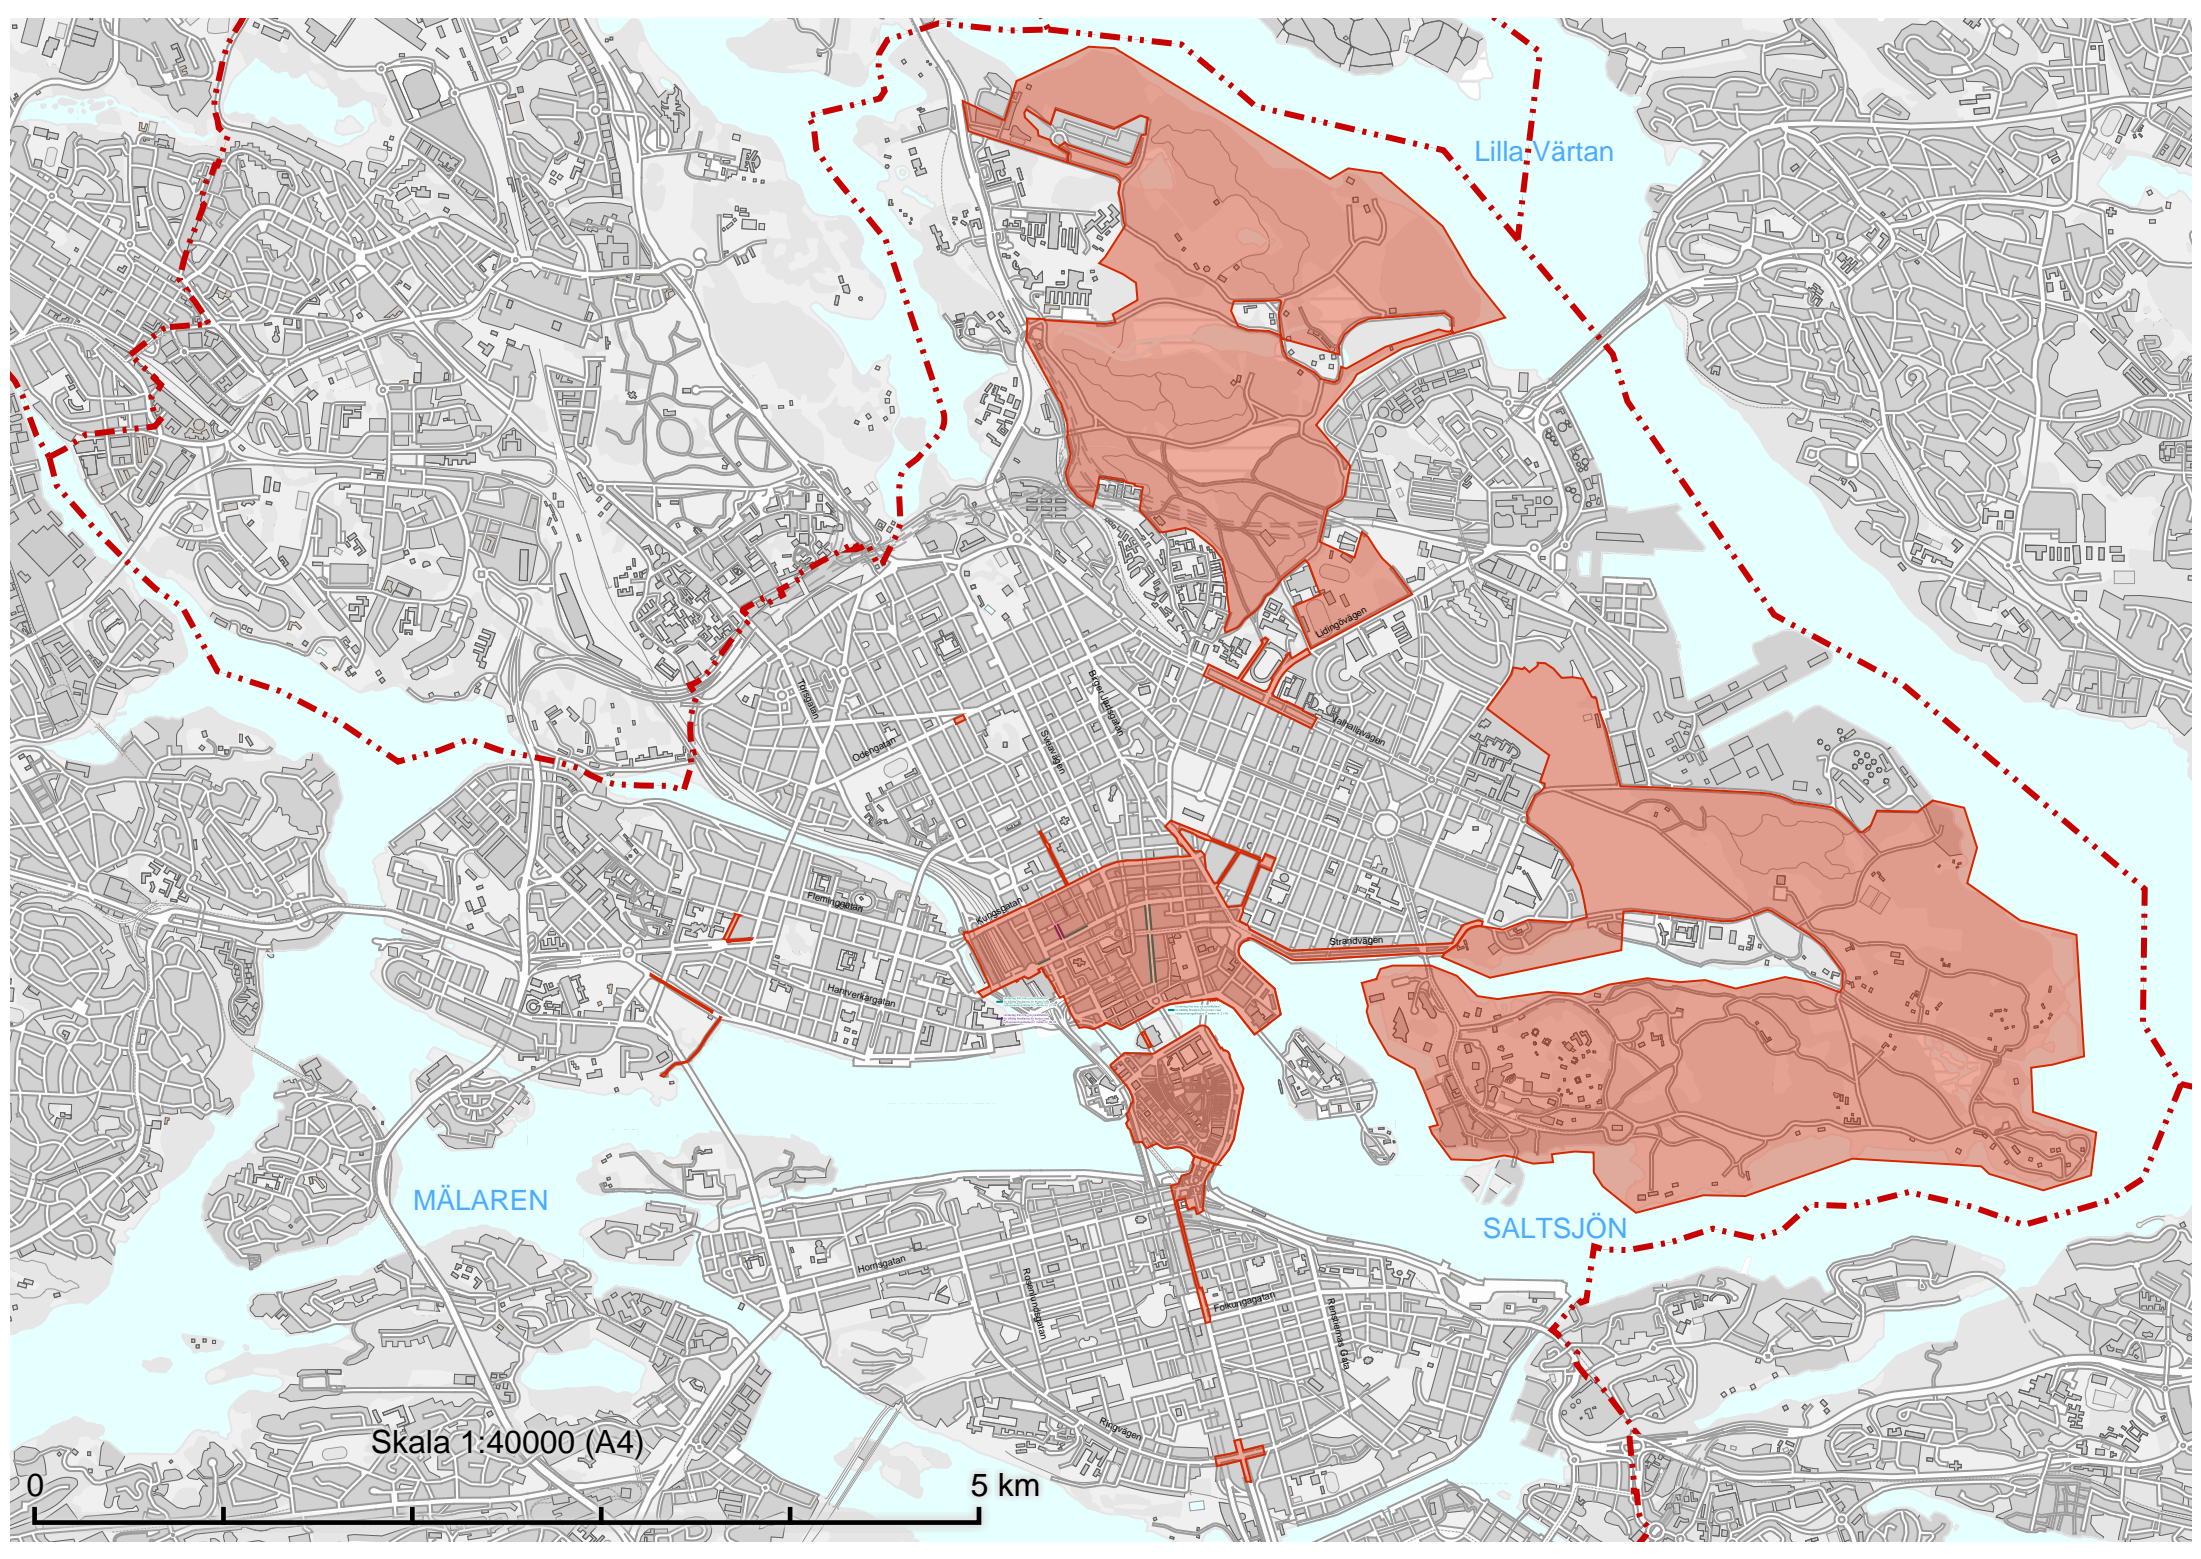 Lilla Värtan
Lidingövägen
Torsgatan
Birger Jarlsgatan
Sveavägen
Valhallavägen
Odengatan
Kungsgatan
Flemingatan
Strandvägen
Hantverkargatan
MÄLAREN
SALTSJÖN
Hornsgatan
Rosenlundsgatan
Folkungagatan
Renstiernas Gata
Ringvägen
Skala 1:40000 (A4)
0
5 km